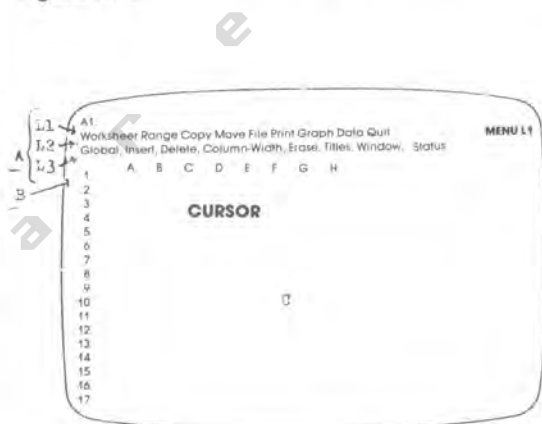 L1
A1:
MENU L1
L2
Worksheer Range Copy Move File Print Graph Data Quit
A
L3
Global, Insert, Delete, Column-Width, Erase, Titles, Window, Status
A B C D E F G H
B
1
2
3
CURSOR
4
5
6
7
8
9
10
C
11
12
13
14
15
16
17